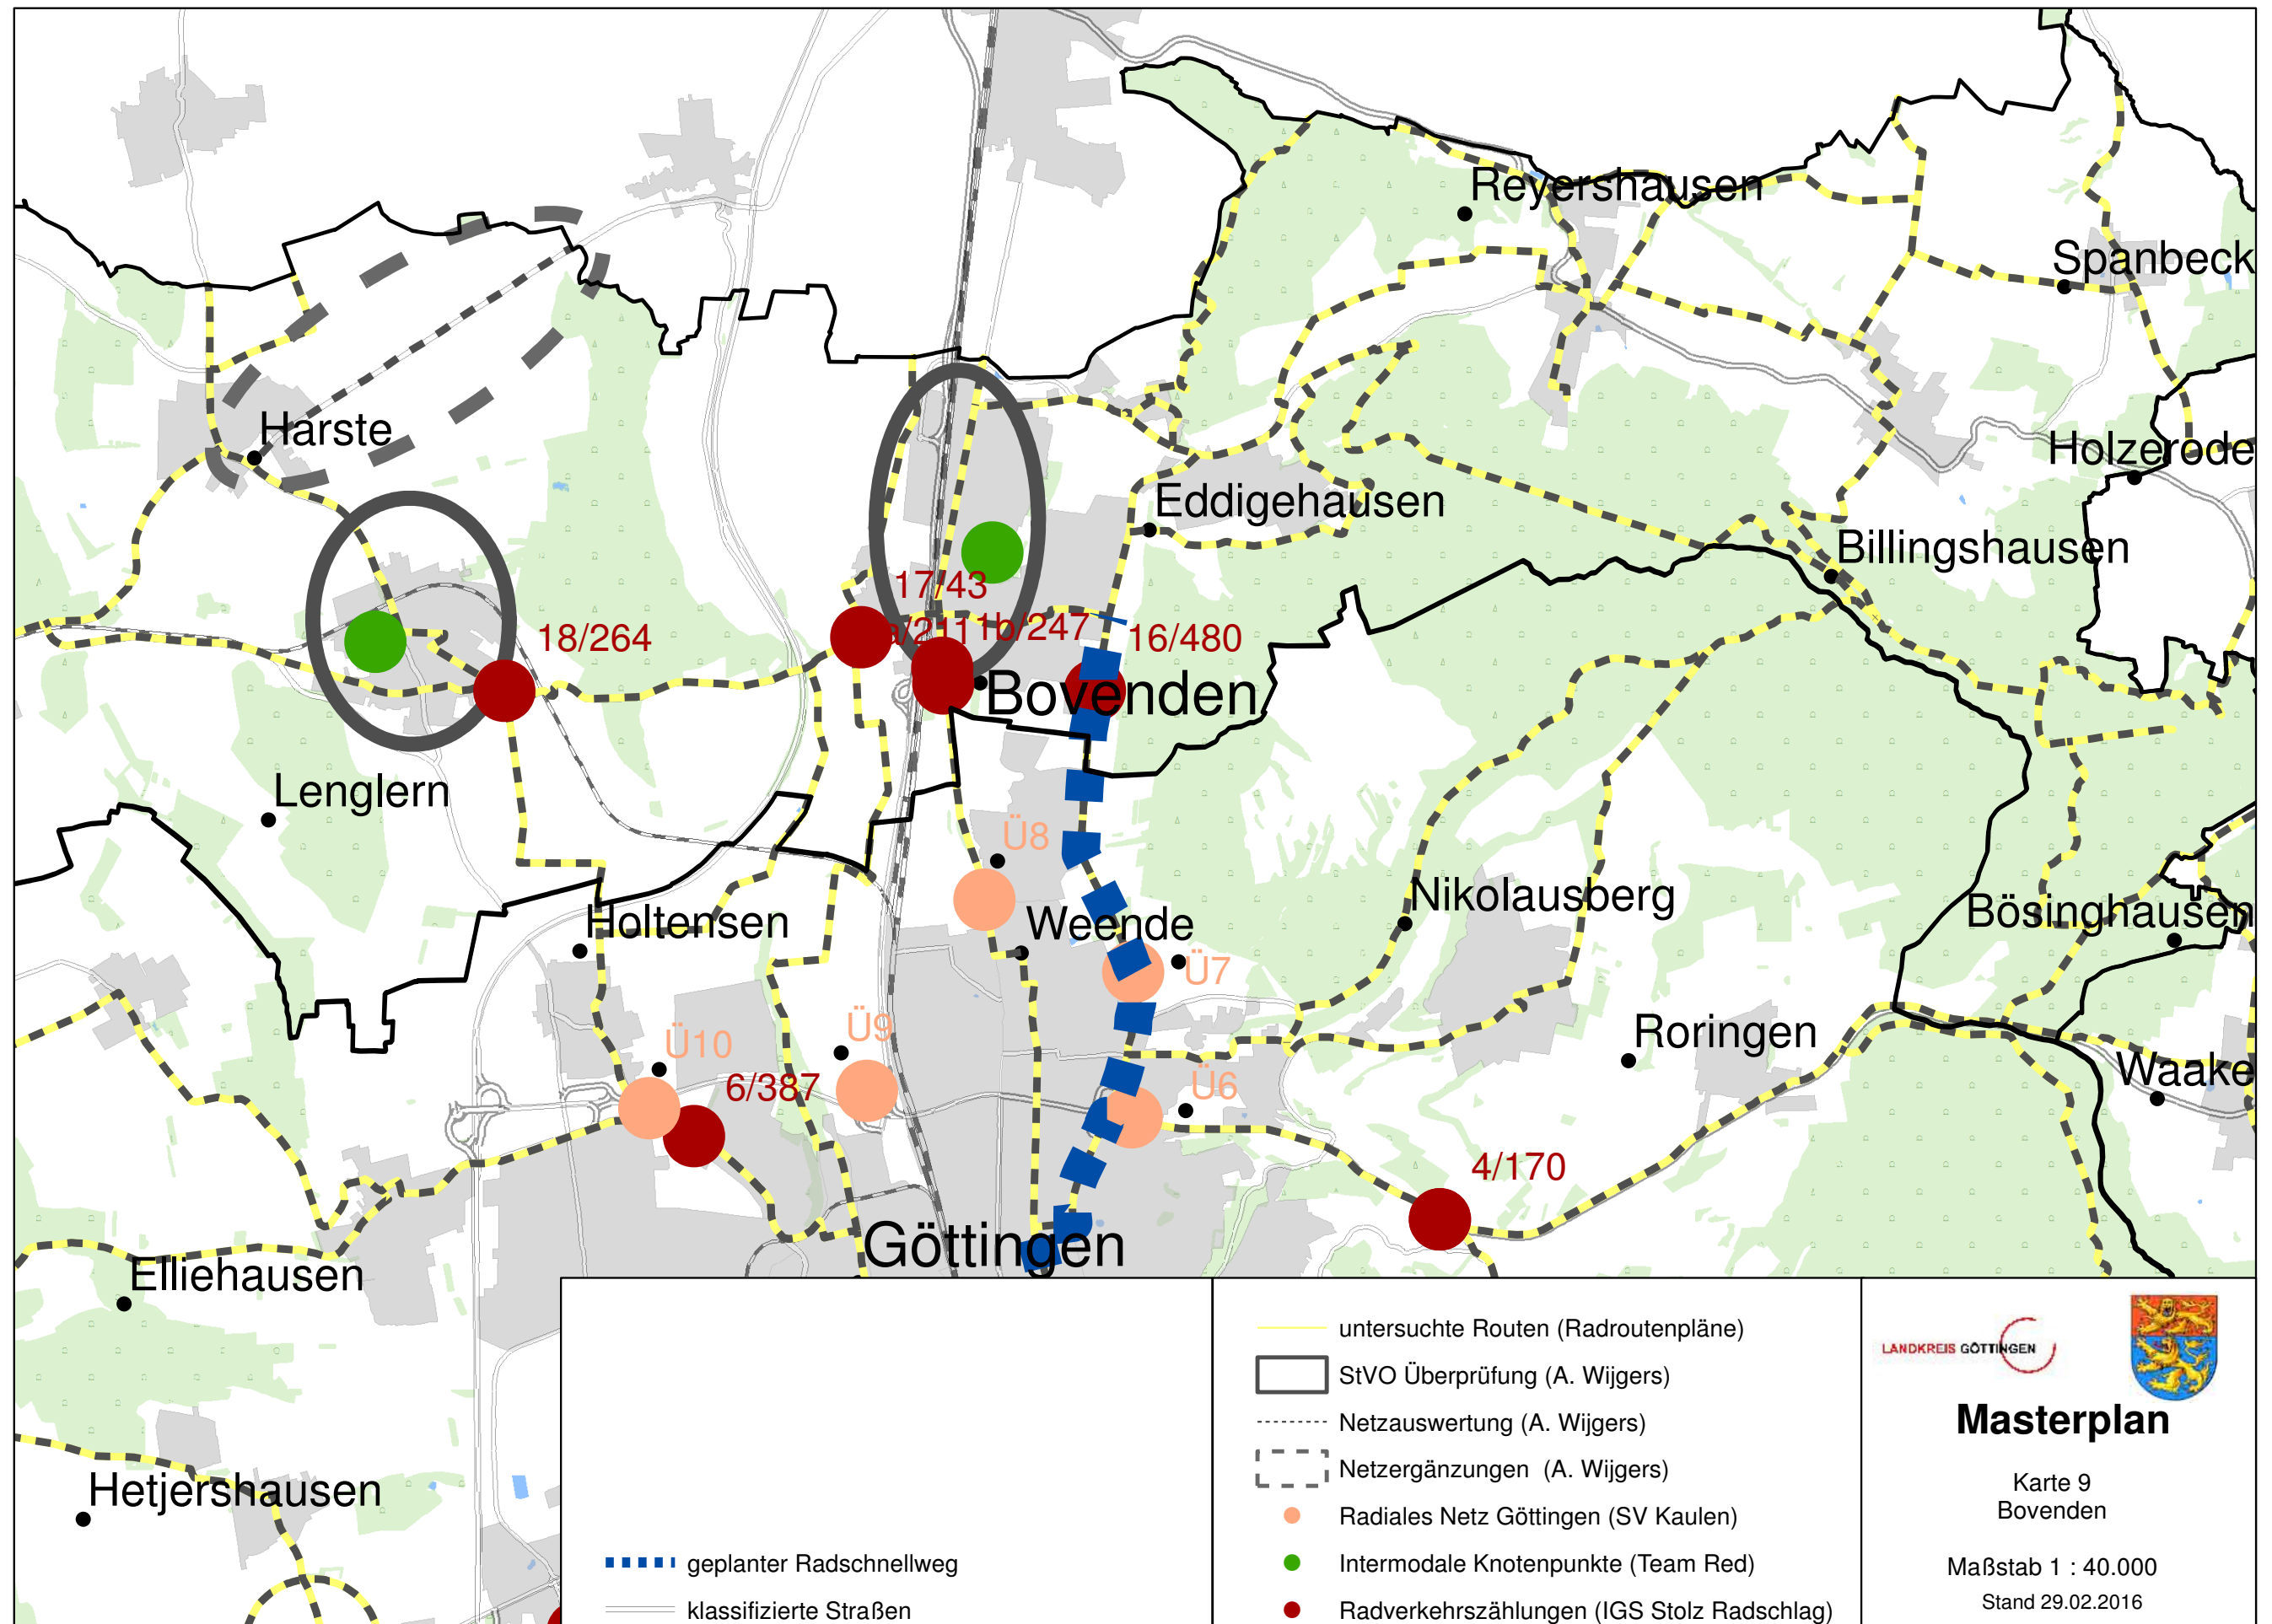 Reyershausen
Spanbeck
Harste
Holzerode
Eddigehausen
Billingshausen
17/43
18/264
a/211
1b/247
16/480
Bovenden
Lenglern
Ü8
Nikolausberg
Bösinghausen
Holtensen
Weende
Ü7
Ü10
Ü9
Roringen
6/387
Ü6
Waake
4/170
Göttingen
Elliehausen
Hetjershausen
geplanter Radschnellweg
klassifizierte Straßen
untersuchte Routen (Radroutenpläne)
StVO Überprüfung (A. Wijgers)
Netzauswertung (A. Wijgers)
Netzergänzungen (A. Wijgers)
Radiales Netz Göttingen (SV Kaulen)
Intermodale Knotenpunkte (Team Red)
Radverkehrszählungen (IGS Stolz Radschlag)
LANDKREIS GÖTTINGEN
Masterplan
Karte 9
Bovenden
Maßstab 1 : 40.000
Stand 29.02.2016